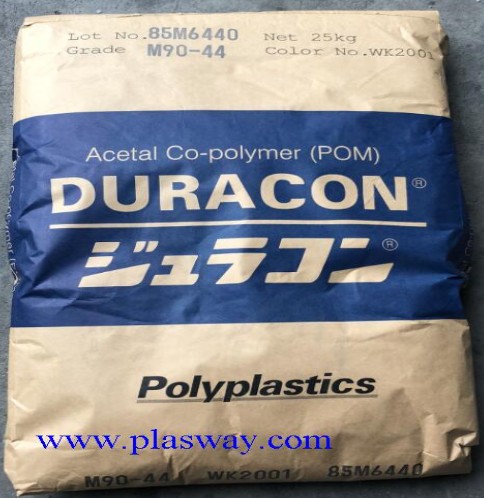 Lot No. 85M6440 Net 25kg
Grade M90-44 Color No. WK2001
Acetal Co-polymer (POM)
DURACON®
ジュラコン®
Polyplastics
www.plasway.com
M90-44 WK2001 85M6440